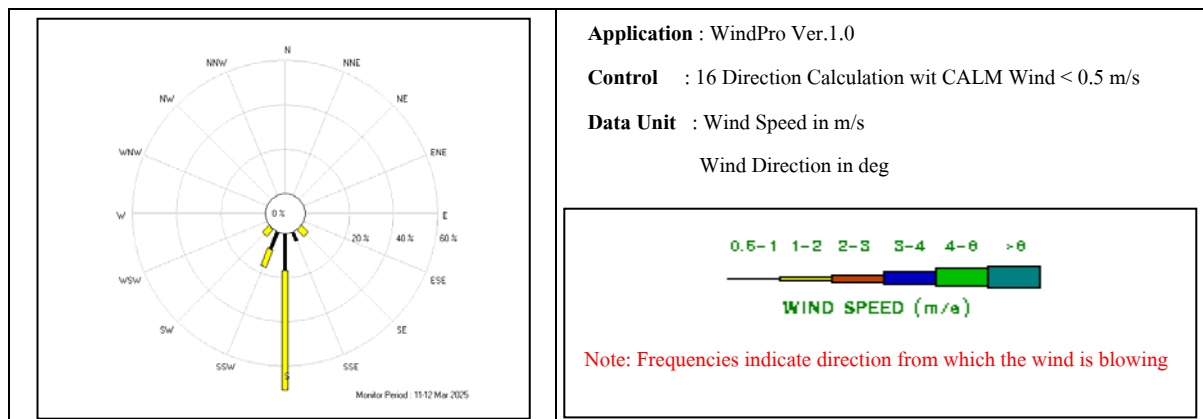 N
NNW
NNE
NW
NE
WNW
ENE
W
0 %
E
20 %
40 %
60 %
WSW
ESE
SW
SE
SSW
S
SSE
Monitor Period : 11-12 Mar 2025
Application : WindPro Ver.1.0
Control : 16 Direction Calculation wit CALM Wind < 0.5 m/s
Data Unit : Wind Speed in m/s
Wind Direction in deg
0.5-1 1-2 2-3 3-4 4-6 >6
WIND SPEED (m/s)
Note: Frequencies indicate direction from which the wind is blowing